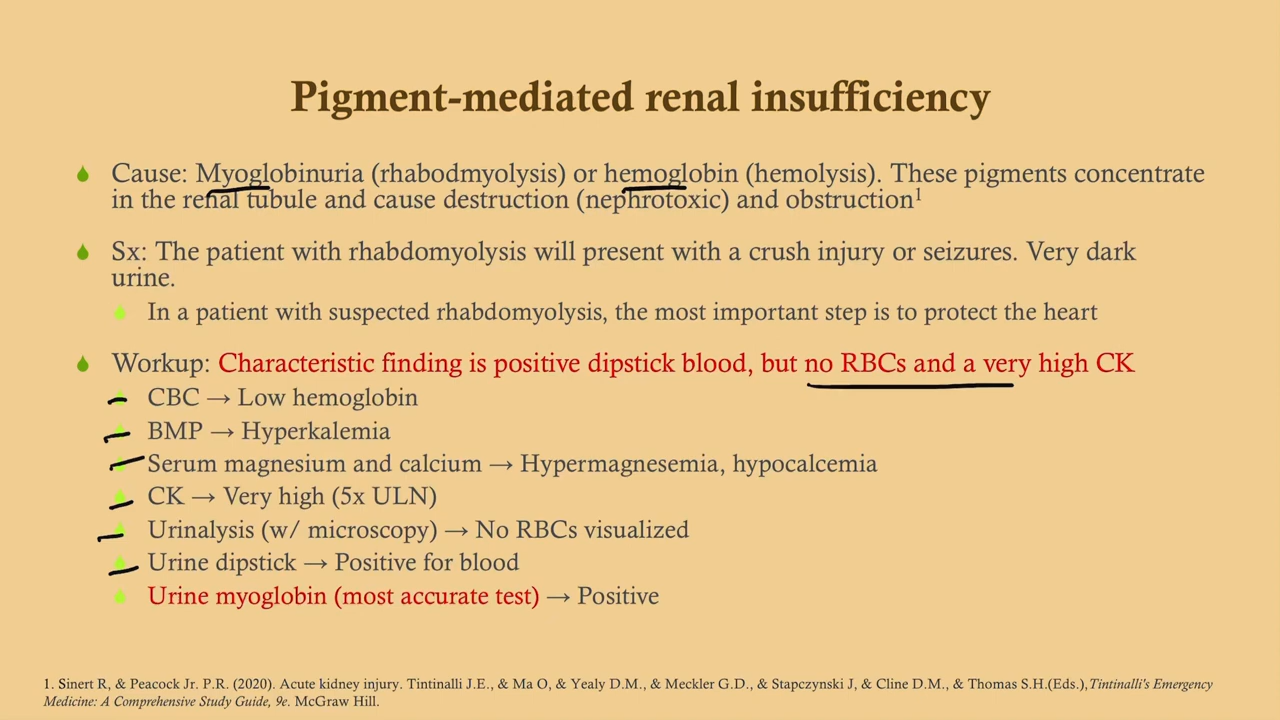 Pigment-mediated renal insufficiency
Cause: Myoglobinuria (rhabodmyolysis) or hemoglobin (hemolysis). These pigments concentrate
in the renal tubule and cause destruction (nephrotoxic) and obstruction¹
Sx: The patient with rhabdomyolysis will present with a crush injury or seizures. Very dark
urine.
In a patient with suspected rhabdomyolysis, the most important step is to protect the heart
Workup: Characteristic finding is positive dipstick blood, but no RBCs and a very high CK
CBC → Low hemoglobin
BMP → Hyperkalemia
Serum magnesium and calcium → Hypermagnesemia, hypocalcemia
CK → Very high (5x ULN)
Urinalysis (w/ microscopy) → No RBCs visualized
Urine dipstick → Positive for blood
Urine myoglobin (most accurate test) → Positive
1. Sinert R, & Peacock Jr. P.R. (2020). Acute kidney injury. Tintinalli J.E., & Ma O, & Yealy D.M., & Meckler G.D., & Stapczynski J, & Cline D.M., & Thomas S.H.(Eds.),Tintinalli's Emergency
Medicine: A Comprehensive Study Guide, 9e. McGraw Hill.